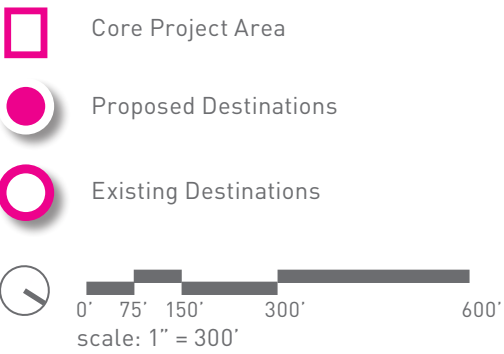 Core Project Area
Proposed Destinations
Existing Destinations
0’ 75’ 150’ 300’ 600’
scale: 1” = 300’